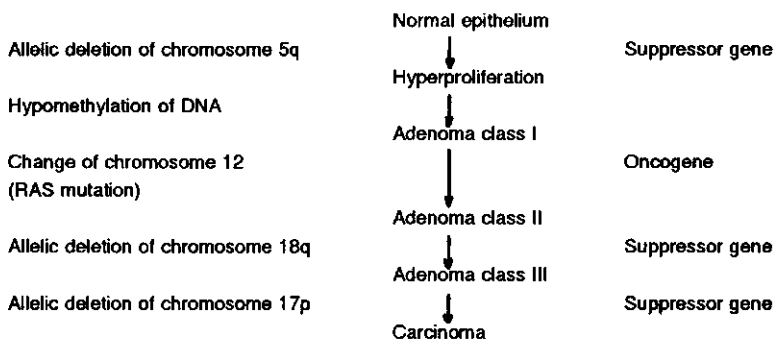 Normal epithelium
Allelic deletion of chromosome 5q Suppressor gene
Hyperproliferation
Hypomethylation of DNA
Adenoma class I
Change of chromosome 12 Oncogene
(RAS mutation)
Adenoma class II
Allelic deletion of chromosome 18q Suppressor gene
Adenoma class III
Allelic deletion of chromosome 17p Suppressor gene
Carcinoma